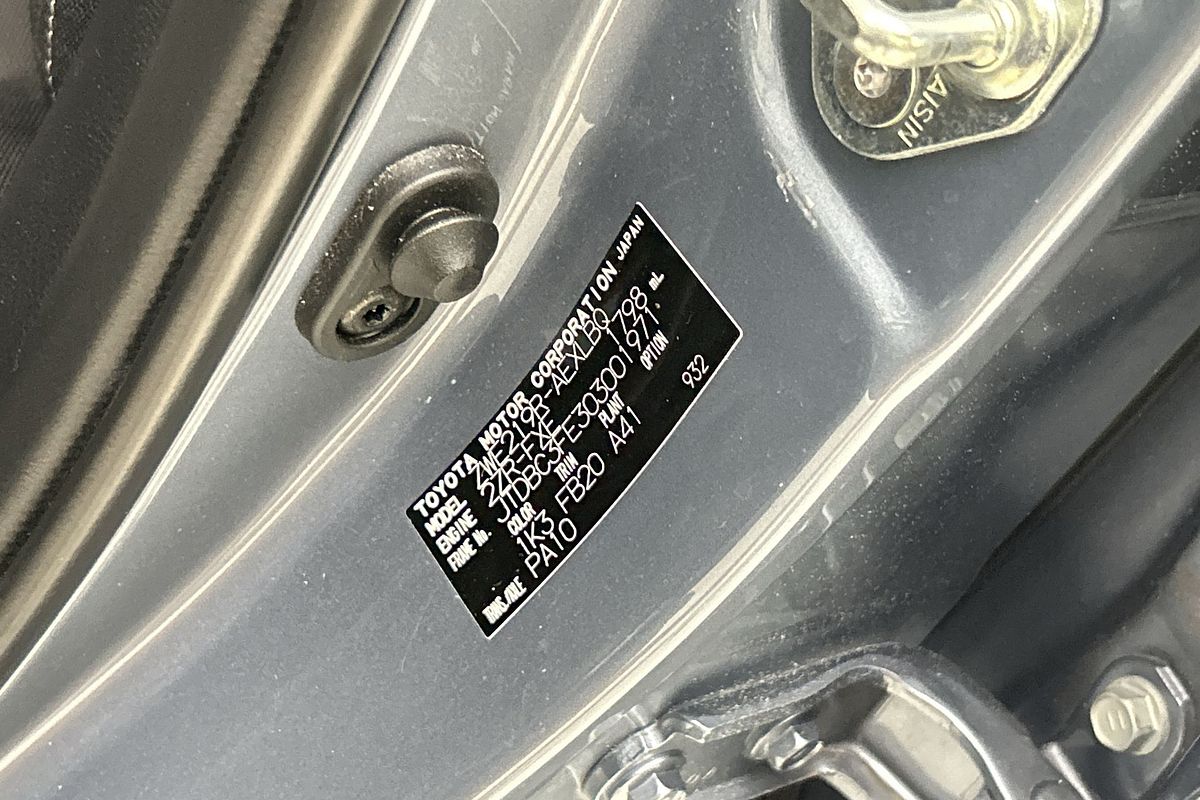 AISIN
TOYOTA MOTOR CORPORATION JAPAN
MODEL ZWE219R-AEXLBQ
ENGINE 2ZR-FXE 1798 mL
FRAME No. JTDBC3FE303001971
COLOR TRIM PLANT OPTION
1K3 FB20 A41 932
TRANS./AXLE PA10